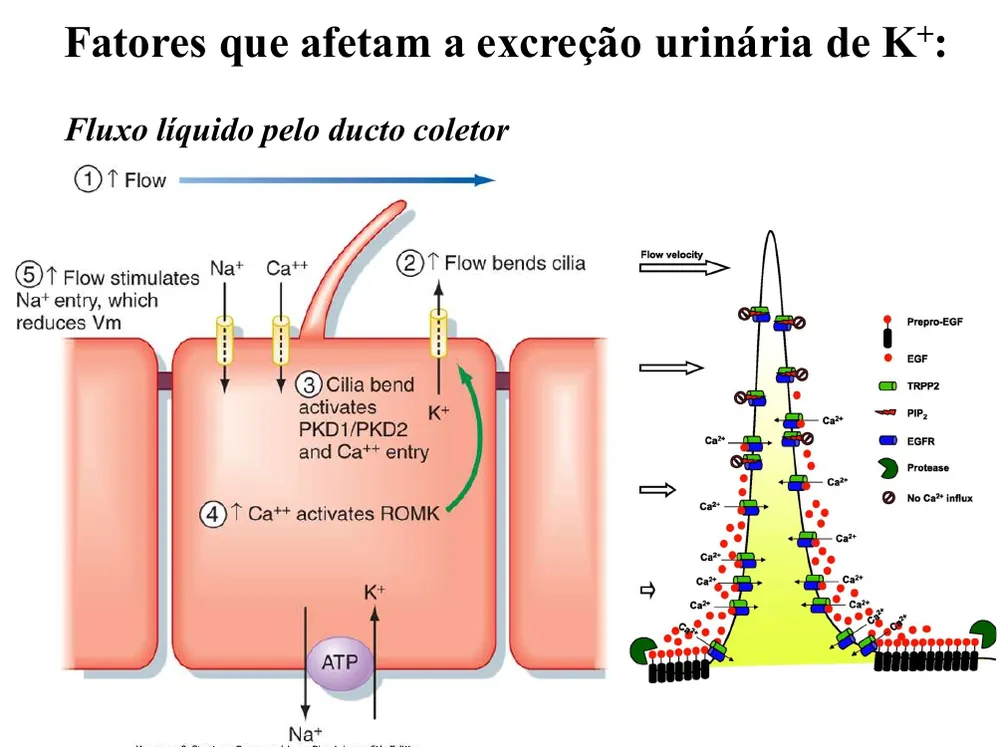 Fatores que afetam a excreção urinária de K⁺:
Fluxo líquido pelo ducto coletor
① ↑ Flow
⑤ ↑ Flow stimulates
Na⁺ entry, which
reduces Vm
Na⁺
Ca⁺⁺
② ↑ Flow bends cilia
③ Cilia bend
activates
PKD1/PKD2
and Ca⁺⁺ entry
K⁺
④ ↑ Ca⁺⁺ activates ROMK
K⁺
ATP
Na⁺
Flow velocity
Ca²⁺
Ca²⁺
Ca²⁺
Ca²⁺
Ca²⁺
Ca²⁺
Ca²⁺
Ca²⁺
Ca²⁺
Ca²⁺
Ca²⁺
Ca²⁺
Ca²⁺
Prepro-EGF
EGF
TRPP2
PIP₂
EGFR
Protease
No Ca²⁺ influx